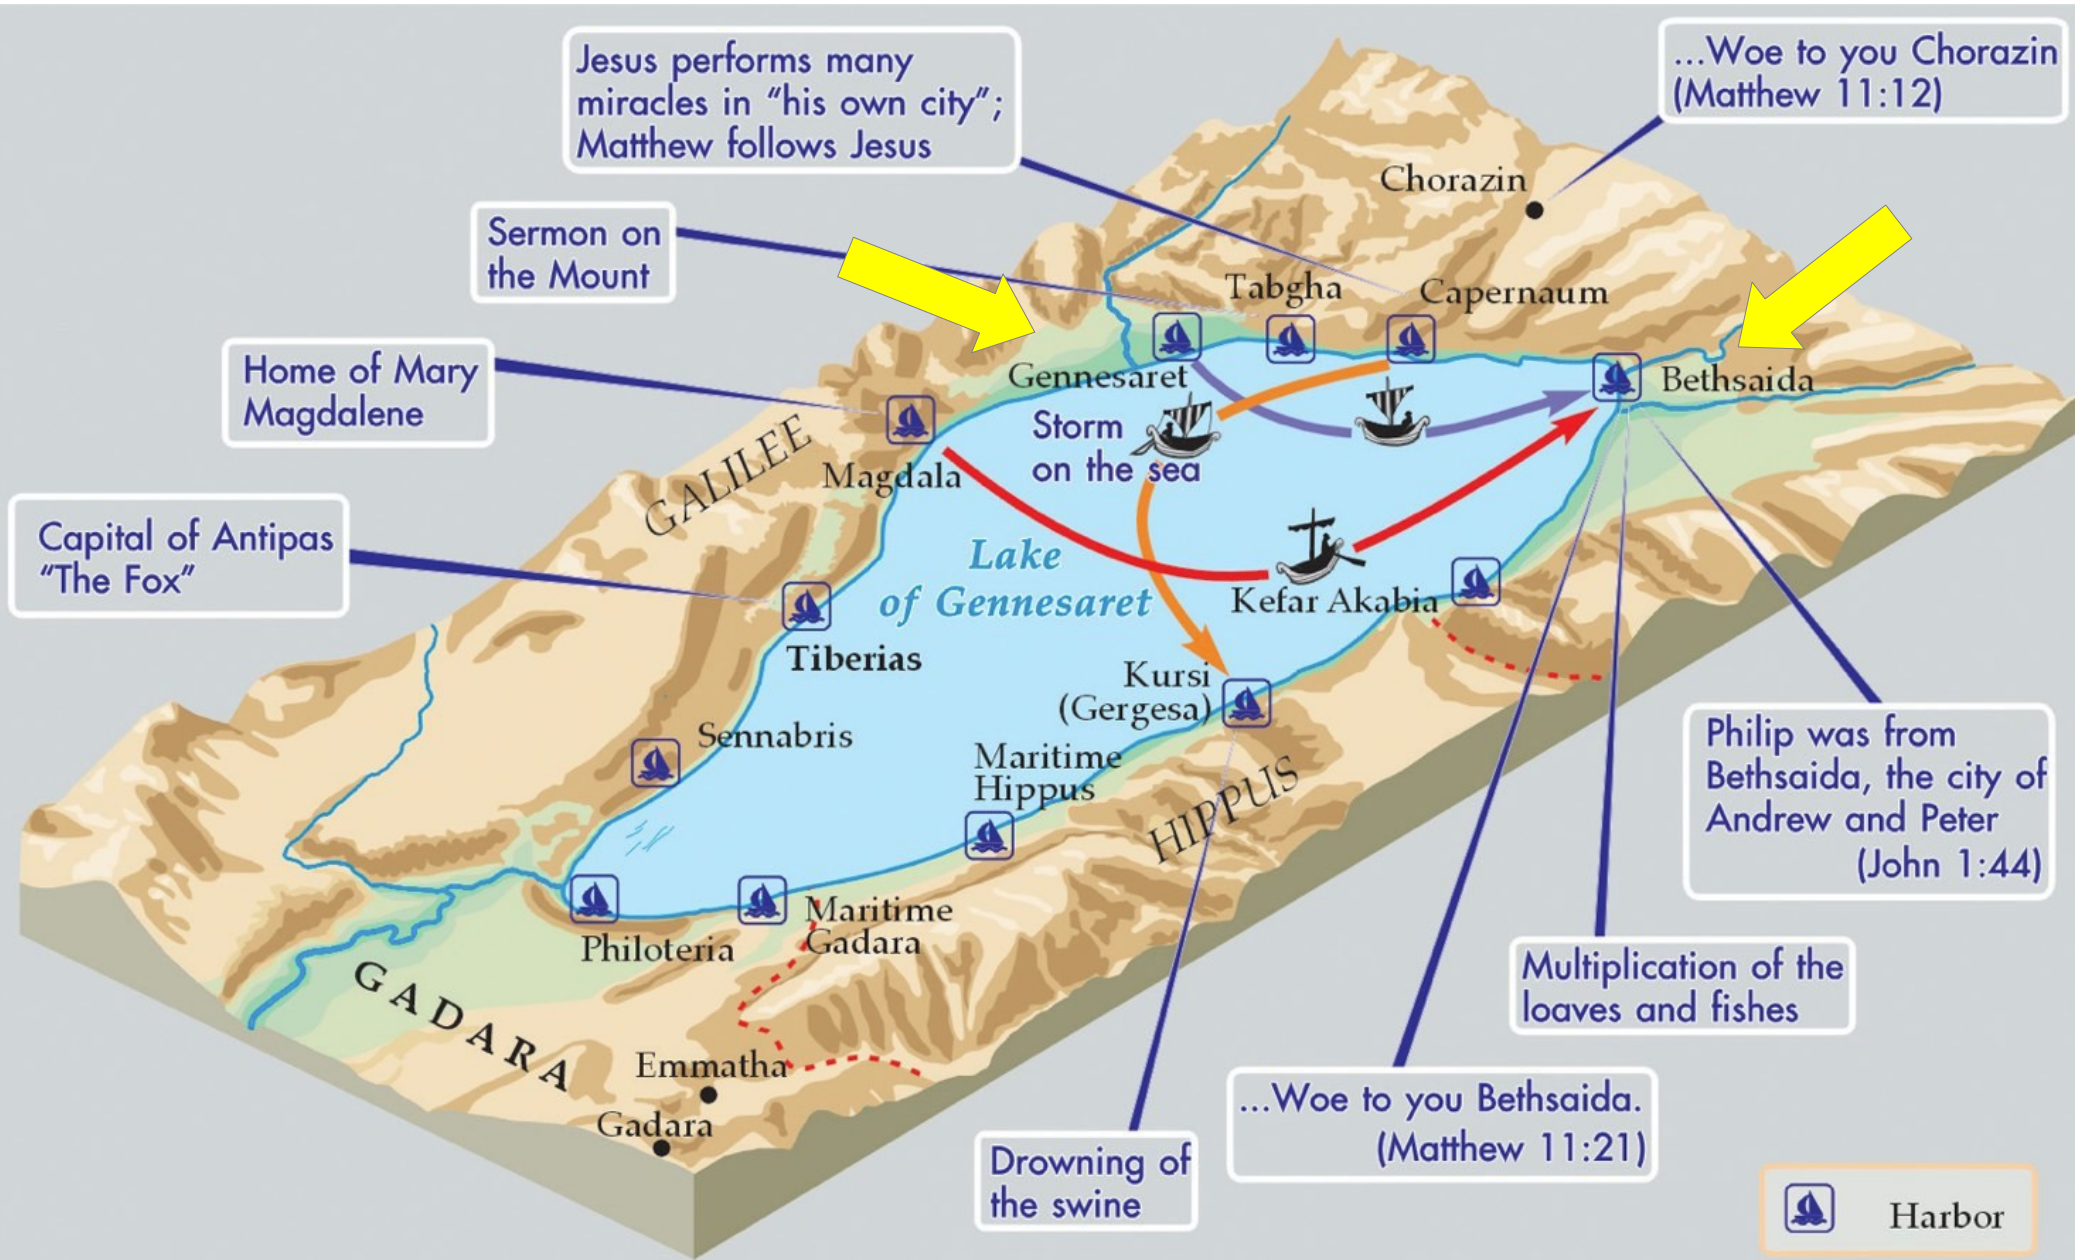 Jesus performs many
miracles in “his own city”;
Matthew follows Jesus
...Woe to you Chorazin
(Matthew 11:12)
Chorazin
Sermon on
the Mount
Tabgha
Capernaum
Home of Mary
Magdalene
Gennesaret
Bethsaida
Storm
on the sea
GALILEE
Magdala
Capital of Antipas
“The Fox”
Lake
of Gennesaret
Kefar Akabia
Tiberias
Kursi
(Gergesa)
Sennabris
Maritime
Hippus
HIPPUS
Philip was from
Bethsaida, the city of
Andrew and Peter
(John 1:44)
Maritime
Gadara
Philoteria
GADARA
Multiplication of the
loaves and fishes
Emmatha
Gadara
...Woe to you Bethsaida.
(Matthew 11:21)
Drowning of
the swine
Harbor